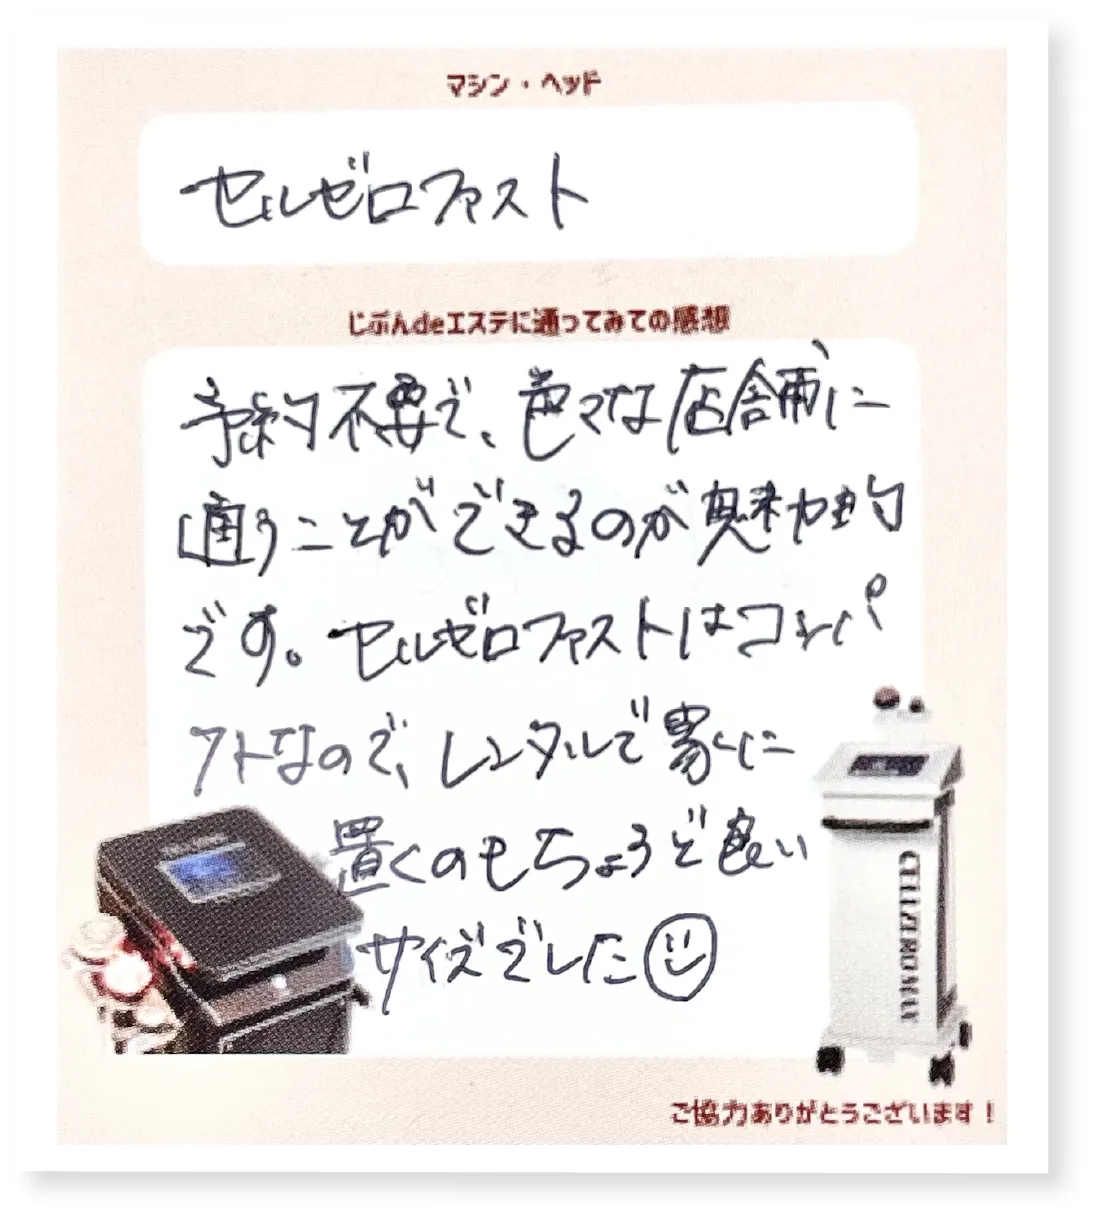 マシン・ヘッド
セルゼロファスト
じぶんdeエステに通ってみての感想
予約不要で、色々な店舗に
通うことができるのが魅力的
です。セルゼロファストはコンパ
クトなので、レンタルで家に
置くのもちょうど良い
サイズでした
CELLZERO MAX
ご協力ありがとうございます！